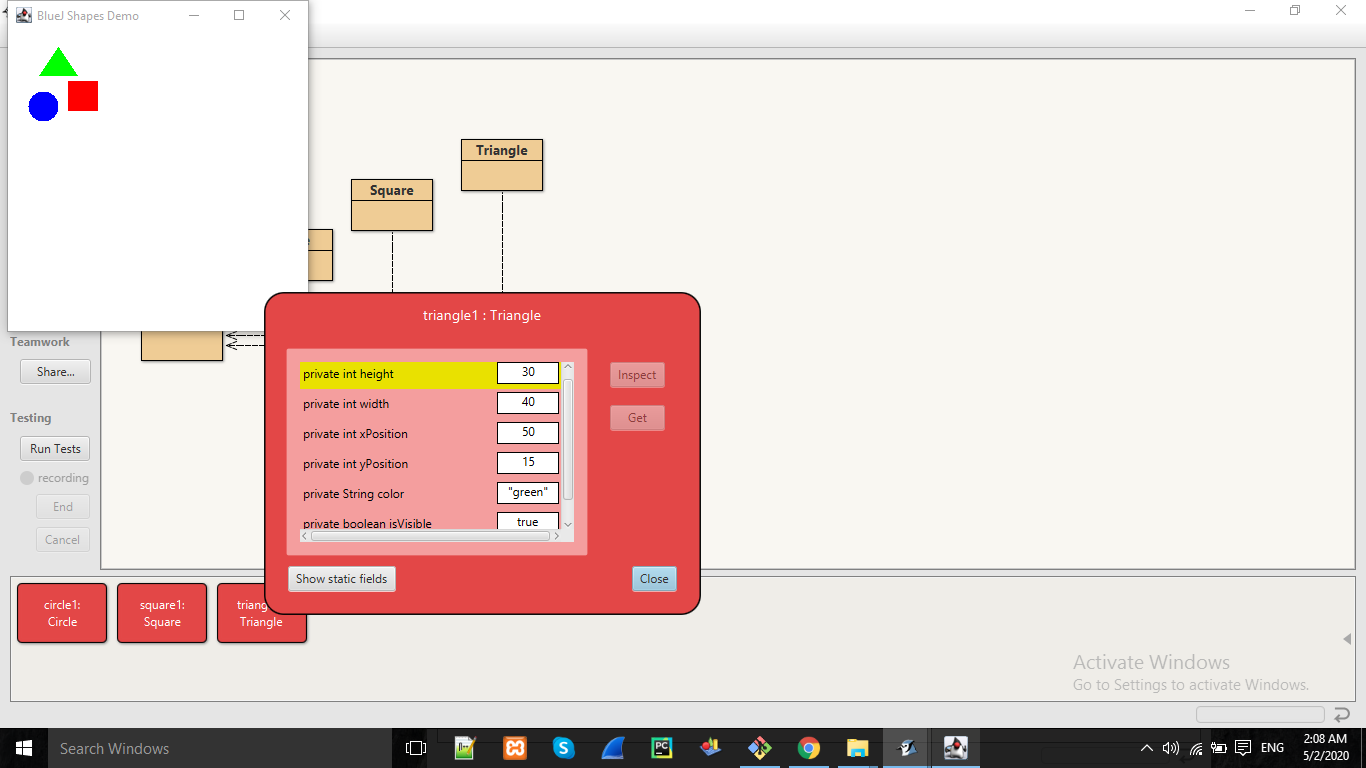 BlueJ Shapes Demo
Triangle
Square
Teamwork
Share...
Testing
Run Tests
recording
End
Cancel
triangle1 : Triangle
private int height 30
private int width 40
private int xPosition 50
private int yPosition 15
private String color "green"
private boolean isVisible true
Inspect
Get
Show static fields
Close
circle1:
Circle
square1:
Square
triang
Triangle
Activate Windows
Go to Settings to activate Windows.
Search Windows
PC
ENG
2:08 AM
5/2/2020